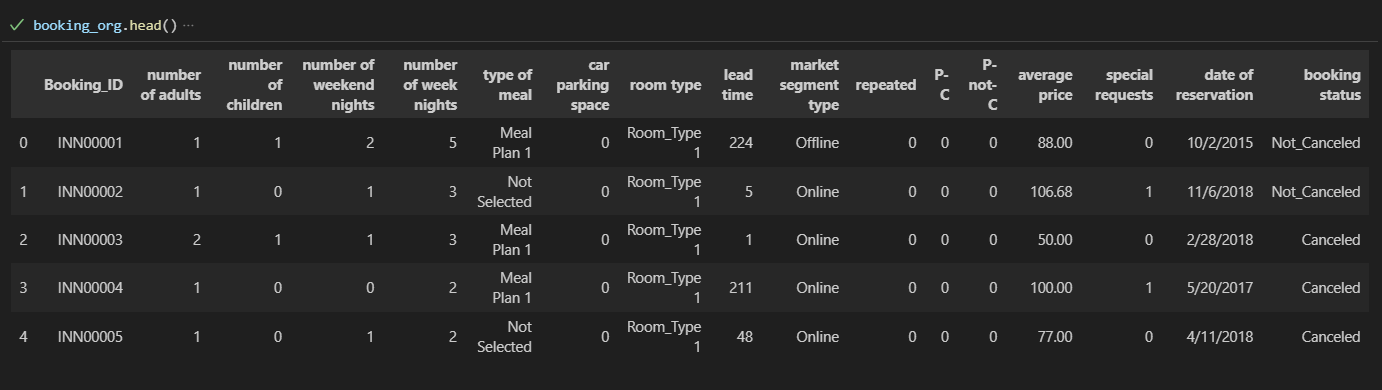 booking_org.head() ...
Booking_ID number of adults number of children number of weekend nights number of week nights type of meal car parking space room type lead time market segment type repeated P-C P-not-C average price special requests date of reservation booking status
0 INN00001 1 1 2 5 Meal Plan 1 0 Room_Type 1 224 Offline 0 0 0 88.00 0 10/2/2015 Not_Canceled
1 INN00002 1 0 1 3 Not Selected 0 Room_Type 1 5 Online 0 0 0 106.68 1 11/6/2018 Not_Canceled
2 INN00003 2 1 1 3 Meal Plan 1 0 Room_Type 1 1 Online 0 0 0 50.00 0 2/28/2018 Canceled
3 INN00004 1 0 0 2 Meal Plan 1 0 Room_Type 1 211 Online 0 0 0 100.00 1 5/20/2017 Canceled
4 INN00005 1 0 1 2 Not Selected 0 Room_Type 1 48 Online 0 0 0 77.00 0 4/11/2018 Canceled